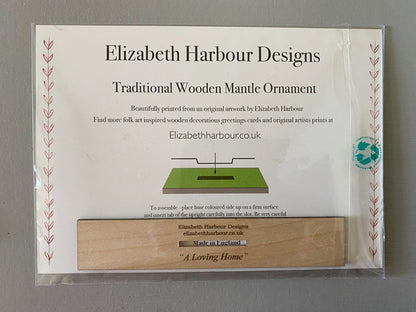 Elizabeth Harbour Designs
Traditional Wooden Mantle Ornament
Beautifully printed from an original artwork by Elizabeth Harbour
Find more folk art inspired wooden decorations greetings cards and original artists prints at
Elizabethharbour.co.uk
To assemble - place base coloured side up on a firm surface
and insert tab of the upright carefully into the slot. Be very careful
Elizabeth Harbour Designs
elizabethharbour.co.uk
Made in England
"A Loving Home"